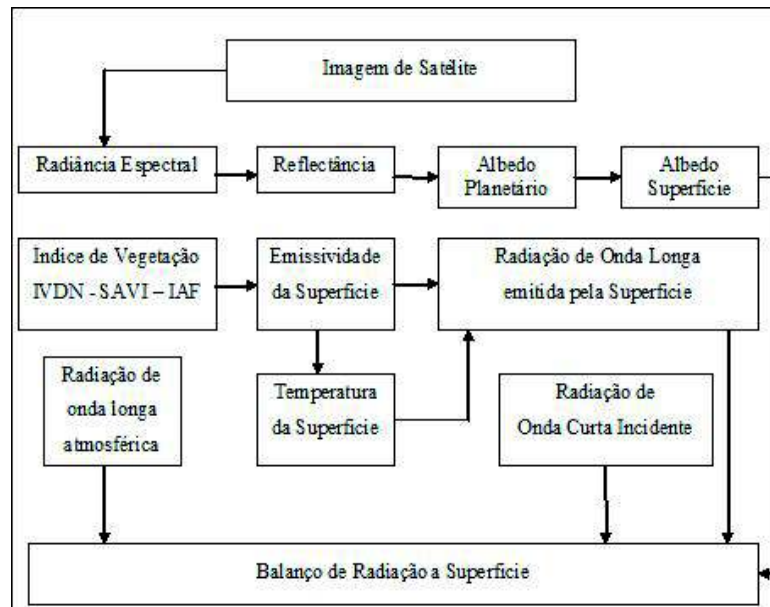 Imagem de Satélite
Radiância Espectral
Reflectância
Albedo
Planetário
Albedo
Superfície
Indice de Vegetação
IVDN - SAVI – IAF
Emissividade
da Superfície
Radiação de Onda Longa
emitida pela Superfície
Radiação de
onda longa
atmosférica
Temperatura
da Superfície
Radiação de
Onda Curta Incidente
Balanço de Radiação a Superfície